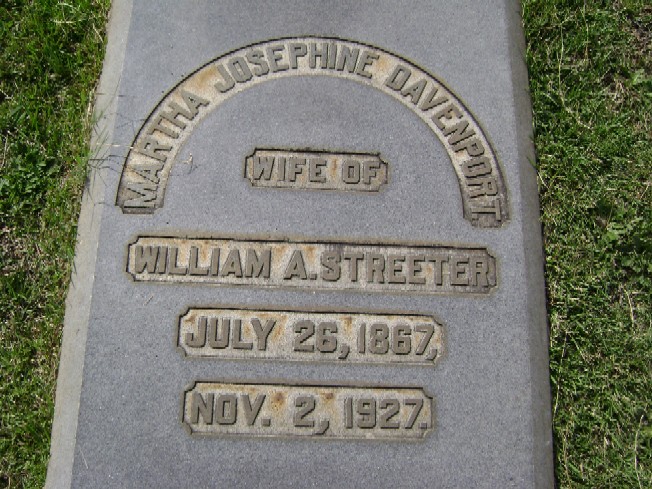 MARTHA JOSEPHINE DAVENPORT
WIFE OF
WILLIAM A. STREETER
JULY 26, 1867,
NOV. 2, 1927.